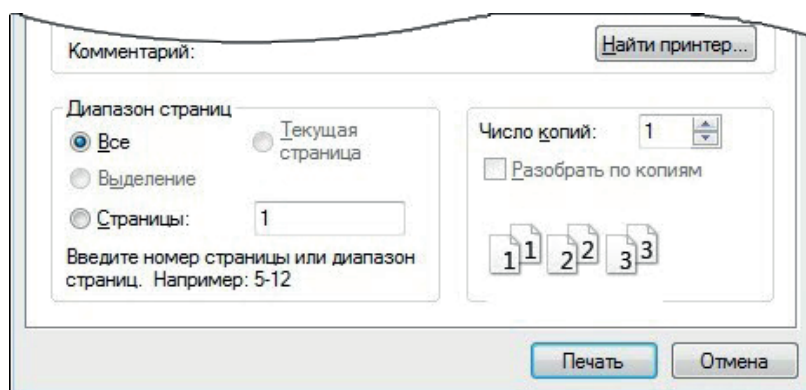 Комментарий:
Найти принтер...
Диапазон страниц
Все
Текущая
страница
Выделение
Страницы:
1
Введите номер страницы или диапазон
страниц. Например: 5-12
Число копий:
1
Разобрать по копиям
1 1 2 2 3 3
Печать
Отмена